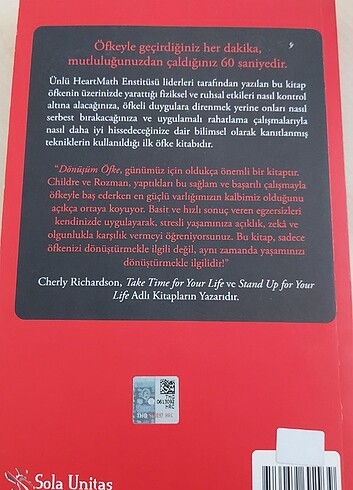 Öfkeyle geçirdiğiniz her dakika,
mutluluğunuzdan çaldığınız 60 saniyedir.
Ünlü HeartMath Enstitüsü liderleri tarafından yazılan bu kitap
öfkenin üzerinizde yarattığı fiziksel ve ruhsal etkileri nasıl kontrol
altına alacağınıza, öfkeli duygulara direnmek yerine onları nasıl
serbest bırakacağınıza ve uygulamalı rahatlama çalışmalarıyla
nasıl daha iyi hissedeceğinize dair bilimsel olarak kanıtlanmış
tekniklerin kullanıldığı ilk öfke kitabıdır.
"Dönüşüm Öfke, günümüz için oldukça önemli bir kitaptır.
Childre ve Rozman, yaptıkları bu sağlam ve başarılı çalışmayla
öfkeyle baş ederken en güçlü varlığımızın kalbimiz olduğunu
açıkça ortaya koyuyor. Basit ve hızlı sonuç veren egzersizleri
kendinizde uygulayarak, stresli yaşamınıza açıklık, zekâ ve
olgunlukla karşılık vermeyi öğreniyorsunuz. Bu kitap, sadece
öfkenizi dönüştürmekle ilgili değil, aynı zamanda yaşamınızı
dönüştürmekle ilgilidir!"
Cherly Richardson, Take Time for Your Life ve Stand Up for Your
Life Adlı Kitapların Yazarıdır.
THG
0613092
HRC
Sola Unitas